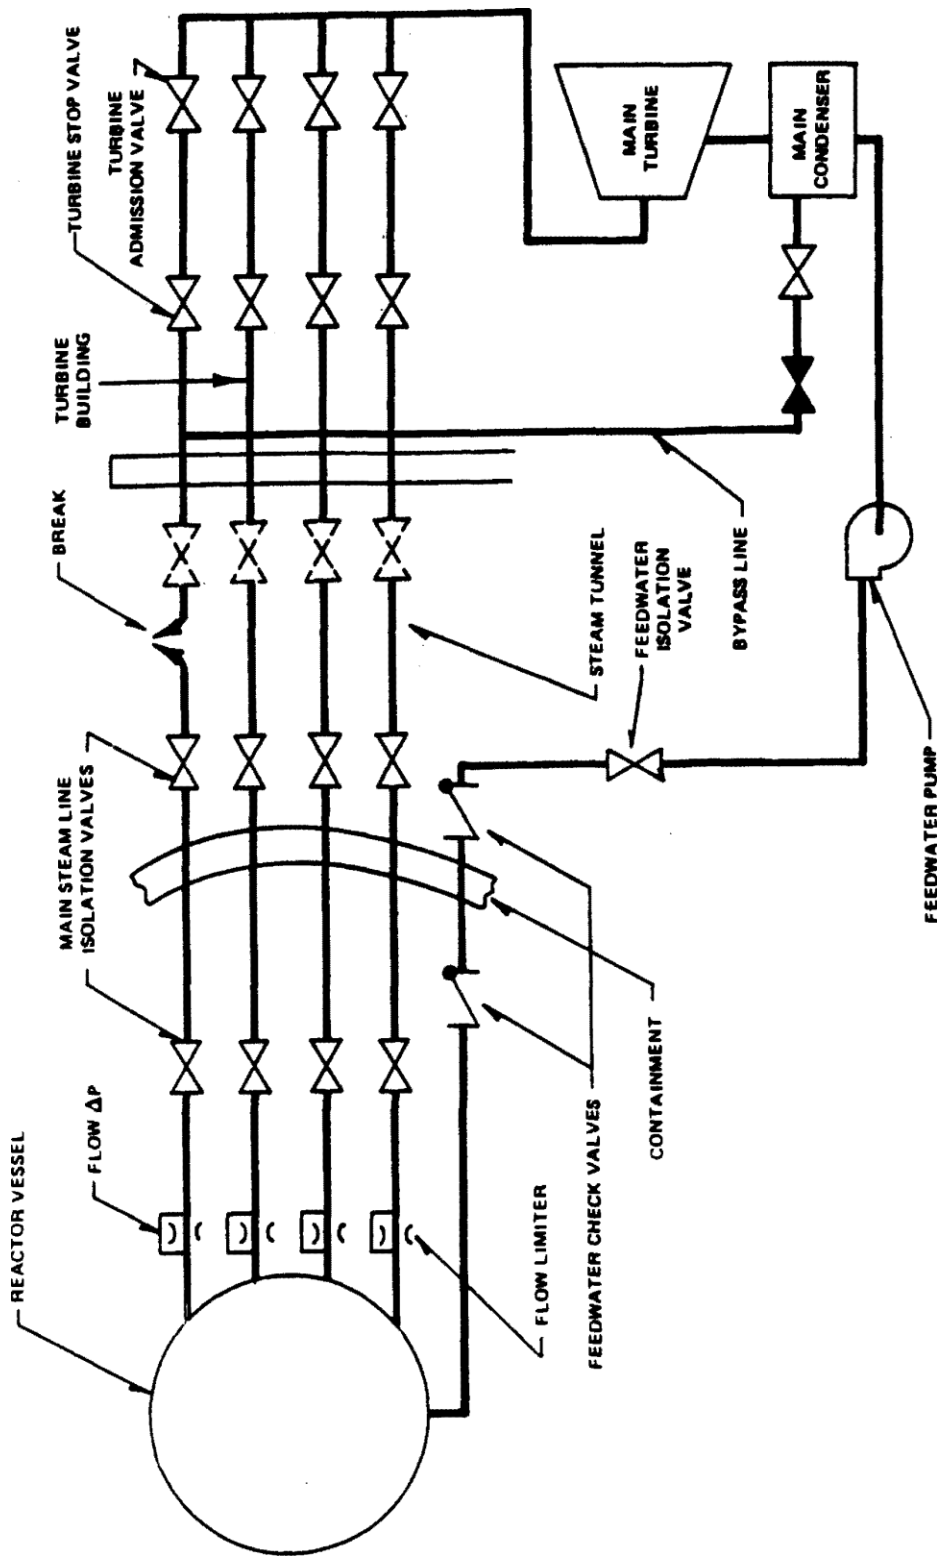 REACTOR VESSEL
FLOW ΔP
MAIN STEAM LINE
ISOLATION VALVES
BREAK
TURBINE
BUILDING
TURBINE STOP VALVE
TURBINE
ADMISSION VALVE
FLOW LIMITER
FEEDWATER CHECK VALVES
CONTAINMENT
STEAM TUNNEL
FEEDWATER
ISOLATION
VALVE
BYPASS LINE
MAIN
TURBINE
MAIN
CONDENSER
FEEDWATER PUMP